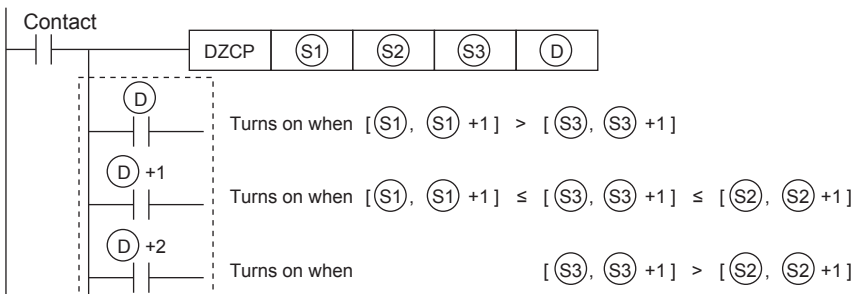 Contact
DZCP S1 S2 S3 D
D
Turns on when [S1, S1 +1] > [S3, S3 +1]
D +1
Turns on when [S1, S1 +1] ≤ [S3, S3 +1] ≤ [S2, S2 +1]
D +2
Turns on when [S3, S3 +1] > [S2, S2 +1]